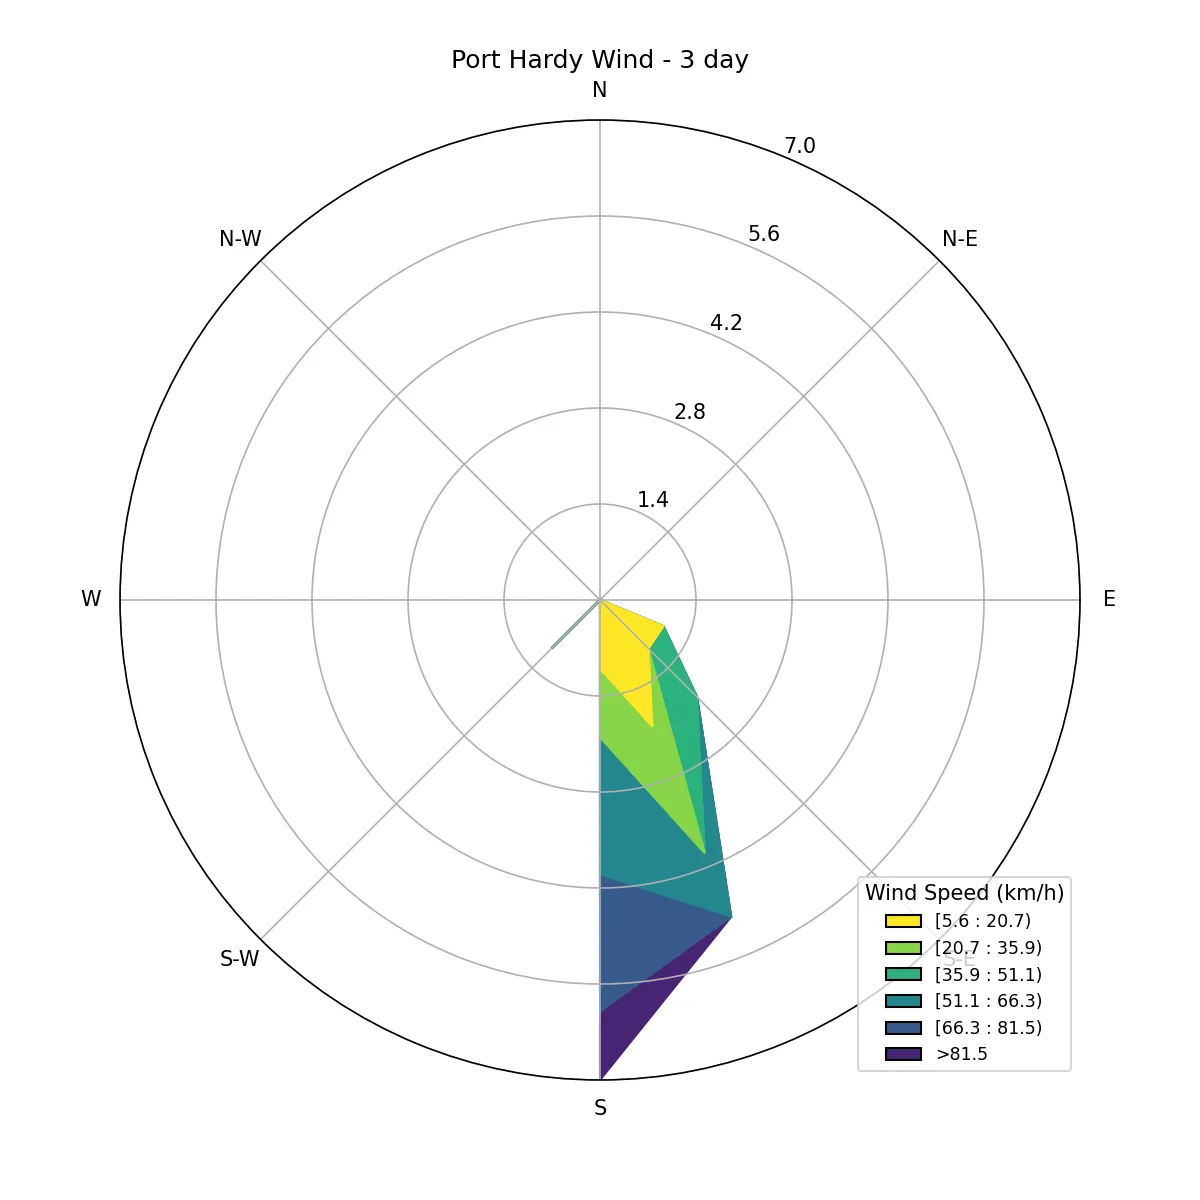 Port Hardy Wind - 3 day
N
7.0
5.6
N-W
N-E
4.2
2.8
1.4
W
E
Wind Speed (km/h)
[5.6 : 20.7)
[20.7 : 35.9)
S-W
S-E
[35.9 : 51.1)
[51.1 : 66.3)
[66.3 : 81.5)
>81.5
S